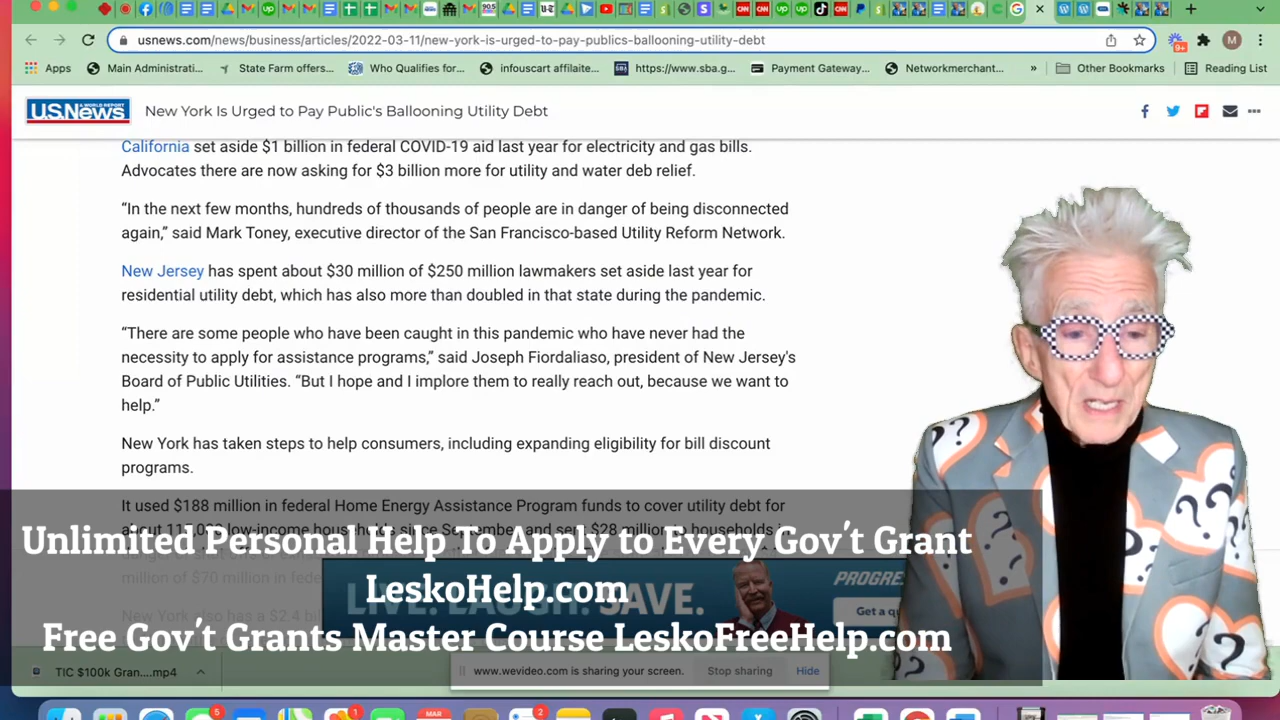 usnews.com/news/business/articles/2022-03-11/new-york-is-urged-to-pay-publics-ballooning-utility-debt
9+
M
Apps Main Administrati... State Farm offers... Who Qualifies for... infouscart affilaite... https://www.sba.g... Payment Gateway... Networkmerchant... » Other Bookmarks Reading List
U.S.News New York Is Urged to Pay Public's Ballooning Utility Debt
California set aside $1 billion in federal COVID-19 aid last year for electricity and gas bills.
Advocates there are now asking for $3 billion more for utility and water deb relief.
“In the next few months, hundreds of thousands of people are in danger of being disconnected
again,” said Mark Toney, executive director of the San Francisco-based Utility Reform Network.
New Jersey has spent about $30 million of $250 million lawmakers set aside last year for
residential utility debt, which has also more than doubled in that state during the pandemic.
“There are some people who have been caught in this pandemic who have never had the
necessity to apply for assistance programs,” said Joseph Fiordaliaso, president of New Jersey's
Board of Public Utilities. “But I hope and I implore them to really reach out, because we want to
help.”
New York has taken steps to help consumers, including expanding eligibility for bill discount
programs.
It used $188 million in federal Home Energy Assistance Program funds to cover utility debt for
Unlimited Personal Help To Apply to Every Gov't Grant
LeskoHelp.com
Free Gov't Grants Master Course LeskoFreeHelp.com
LIVE. LAUGH. SAVE.
PROGRE
Get a q
TIC $100k Gran....mp4
www.wevideo.com is sharing your screen. Stop sharing Hide
5
1
MAR
2